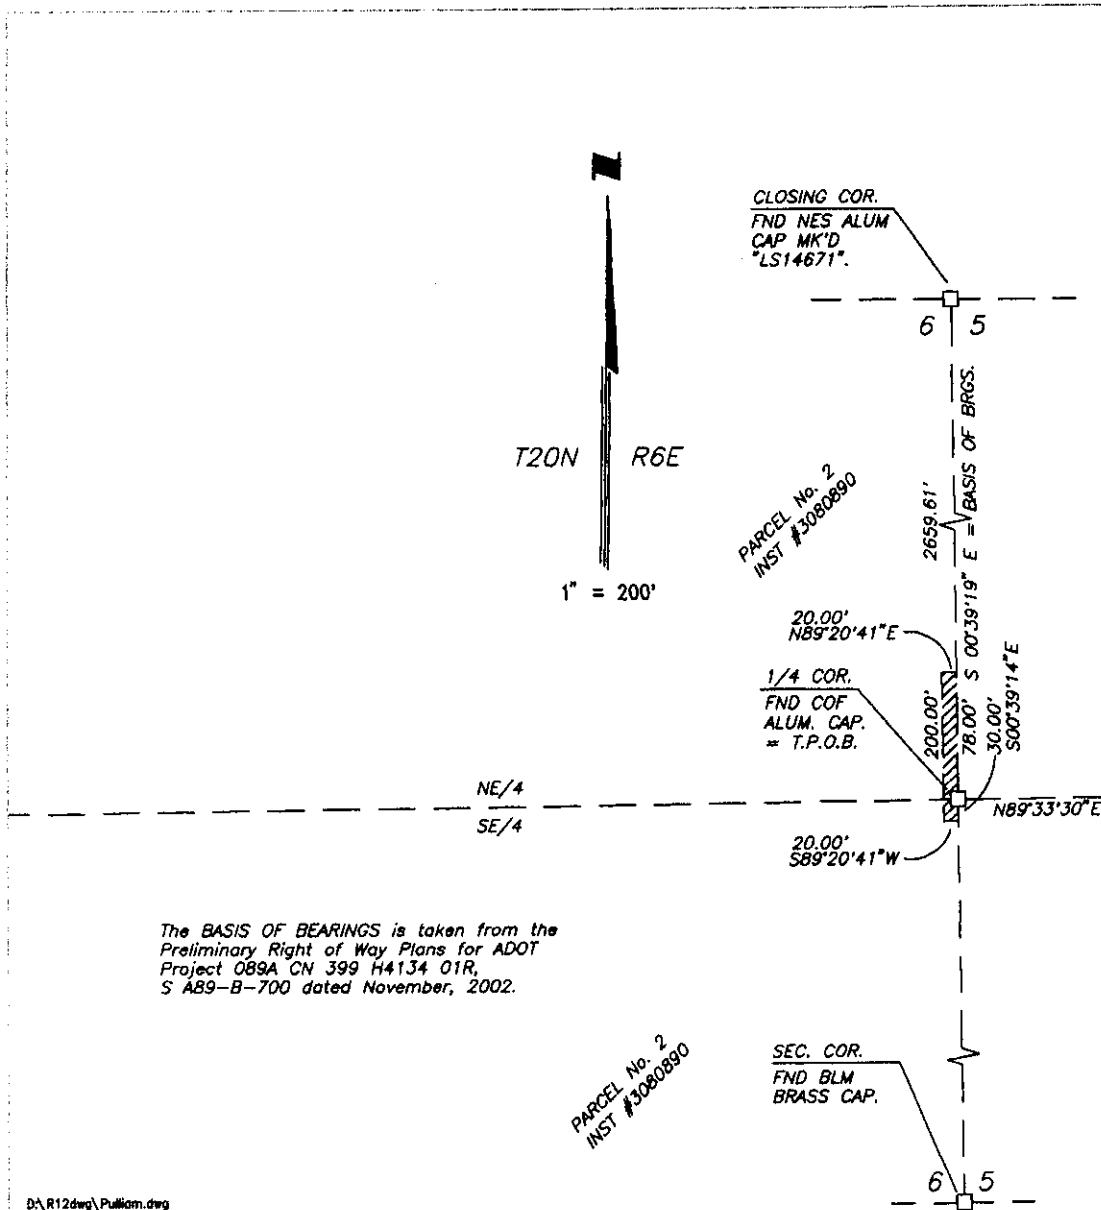 CLOSING COR.
FND NES ALUM
CAP MK'D
"LS14671".
6 5
T20N R6E
1" = 200'
PARCEL No. 2
INST #3080890
2659.61'
S 00°39'19" E = BASIS OF BRGS.
20.00'
N89°20'41"E
1/4 COR.
FND COF
ALUM. CAP.
= T.P.O.B.
200.00'
78.00'
30.00'
S00°39'14"E
NE/4
SE/4
N89°33'30"E
20.00'
S89°20'41"W
The BASIS OF BEARINGS is taken from the
Preliminary Right of Way Plans for ADOT
Project 089A CN 399 H4134 01R,
S A89-B-700 dated November, 2002.
PARCEL No. 2
INST #3080890
SEC. COR.
FND BLM
BRASS CAP.
6 5
D:\R12dwg\Pulliam.dwg